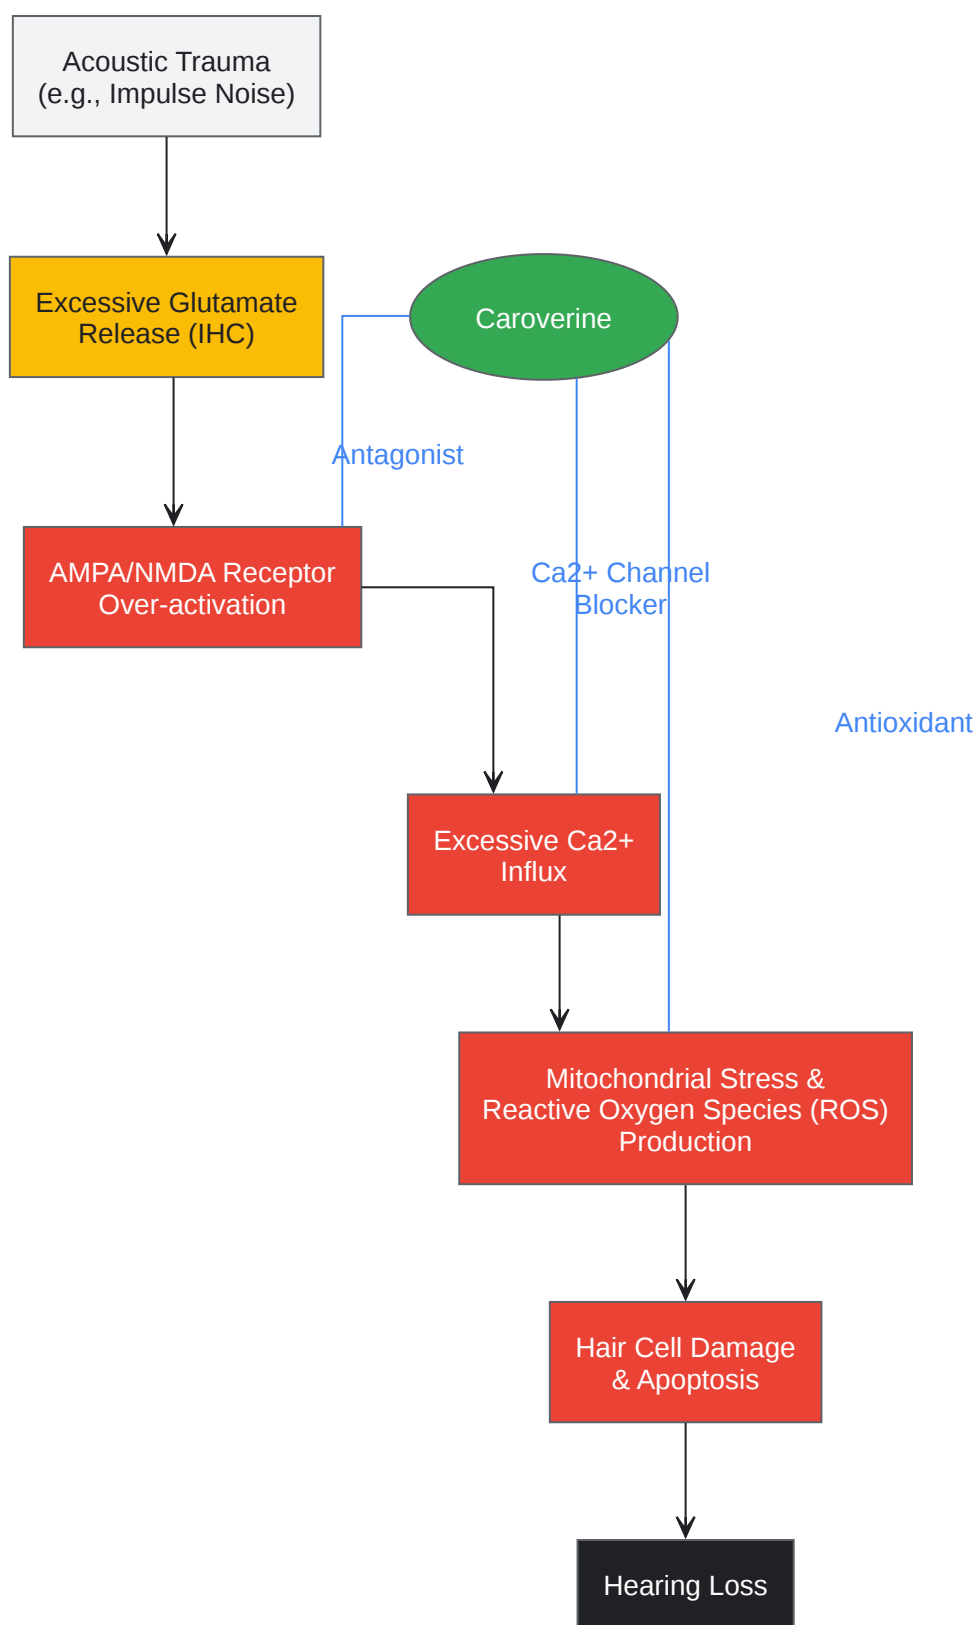 Acoustic Trauma
(e.g., Impulse Noise)
Excessive Glutamate
Release (IHC)
Caroverine
Antagonist
AMPA/NMDA Receptor
Over-activation
Ca2+ Channel
Blocker
Antioxidant
Excessive Ca2+
Influx
Mitochondrial Stress &
Reactive Oxygen Species (ROS)
Production
Hair Cell Damage
& Apoptosis
Hearing Loss